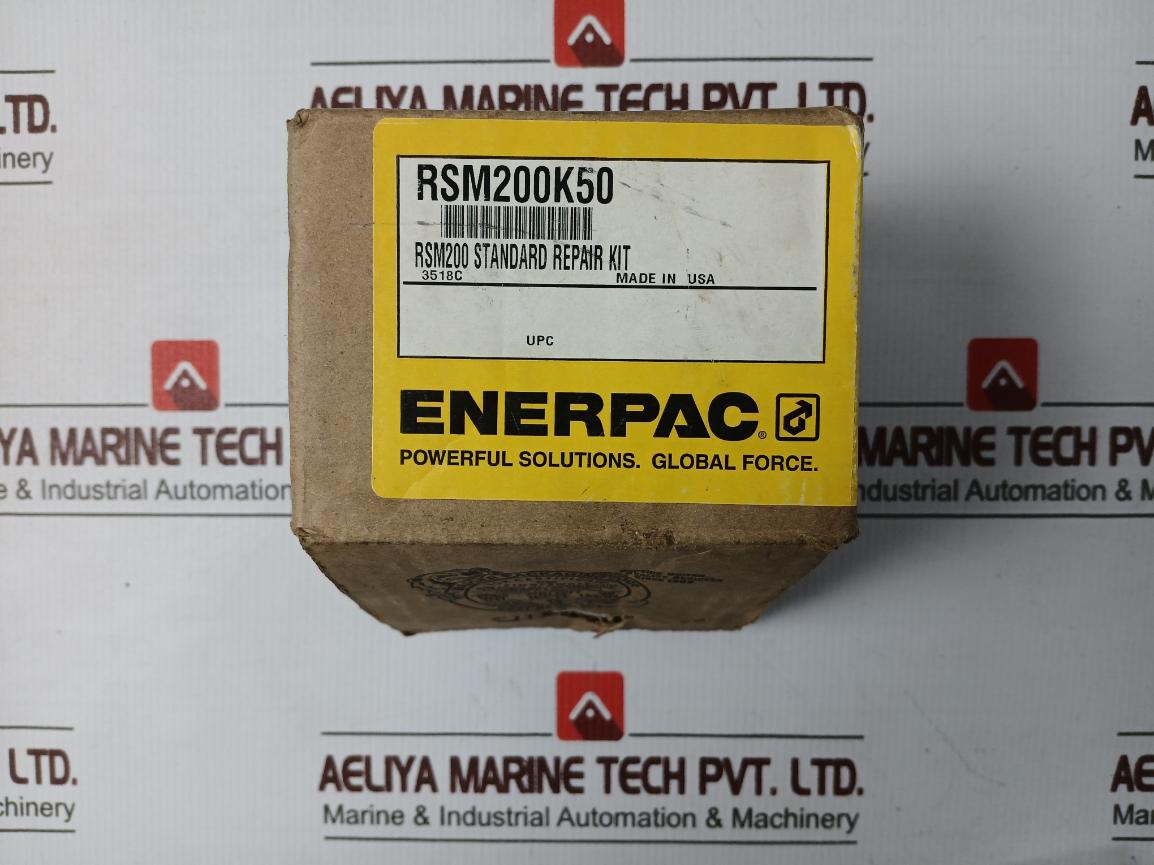 AELIYA MARINE TECH PVT. LTD.
LTD.
inery
RSM200K50
RSM200 STANDARD REPAIR KIT
3518C MADE IN USA
UPC
ENERPAC®
POWERFUL SOLUTIONS. GLOBAL FORCE.
YA MARINE TECH
e & Industrial Automation
MARINE TECH PV
ndustrial Automation & M
LTD.
chinery
AELIYA MARINE TECH PVT. LTD.
Marine & Industrial Automation & Machinery
AE
Mar